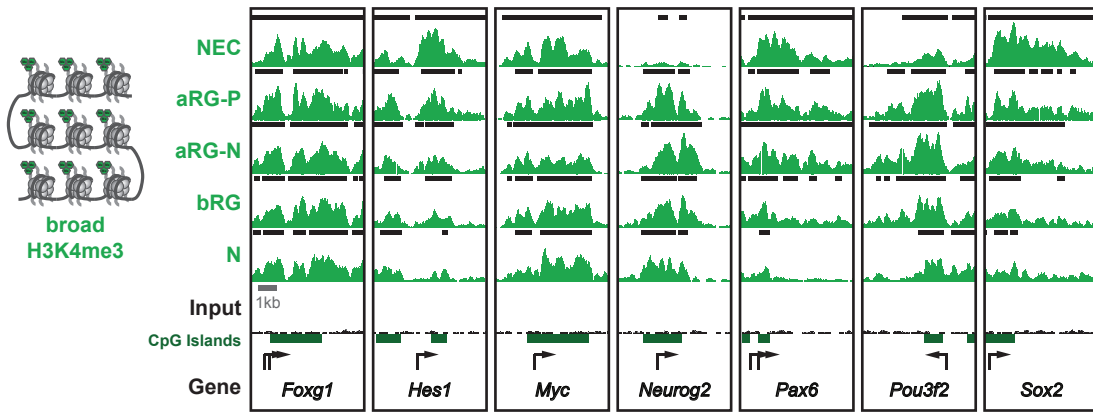 NEC
aRG-P
aRG-N
bRG
N
broad
H3K4me3
1kb
Input
CpG Islands
Gene
Foxg1 Hes1 Myc Neurog2 Pax6 Pou3f2 Sox2